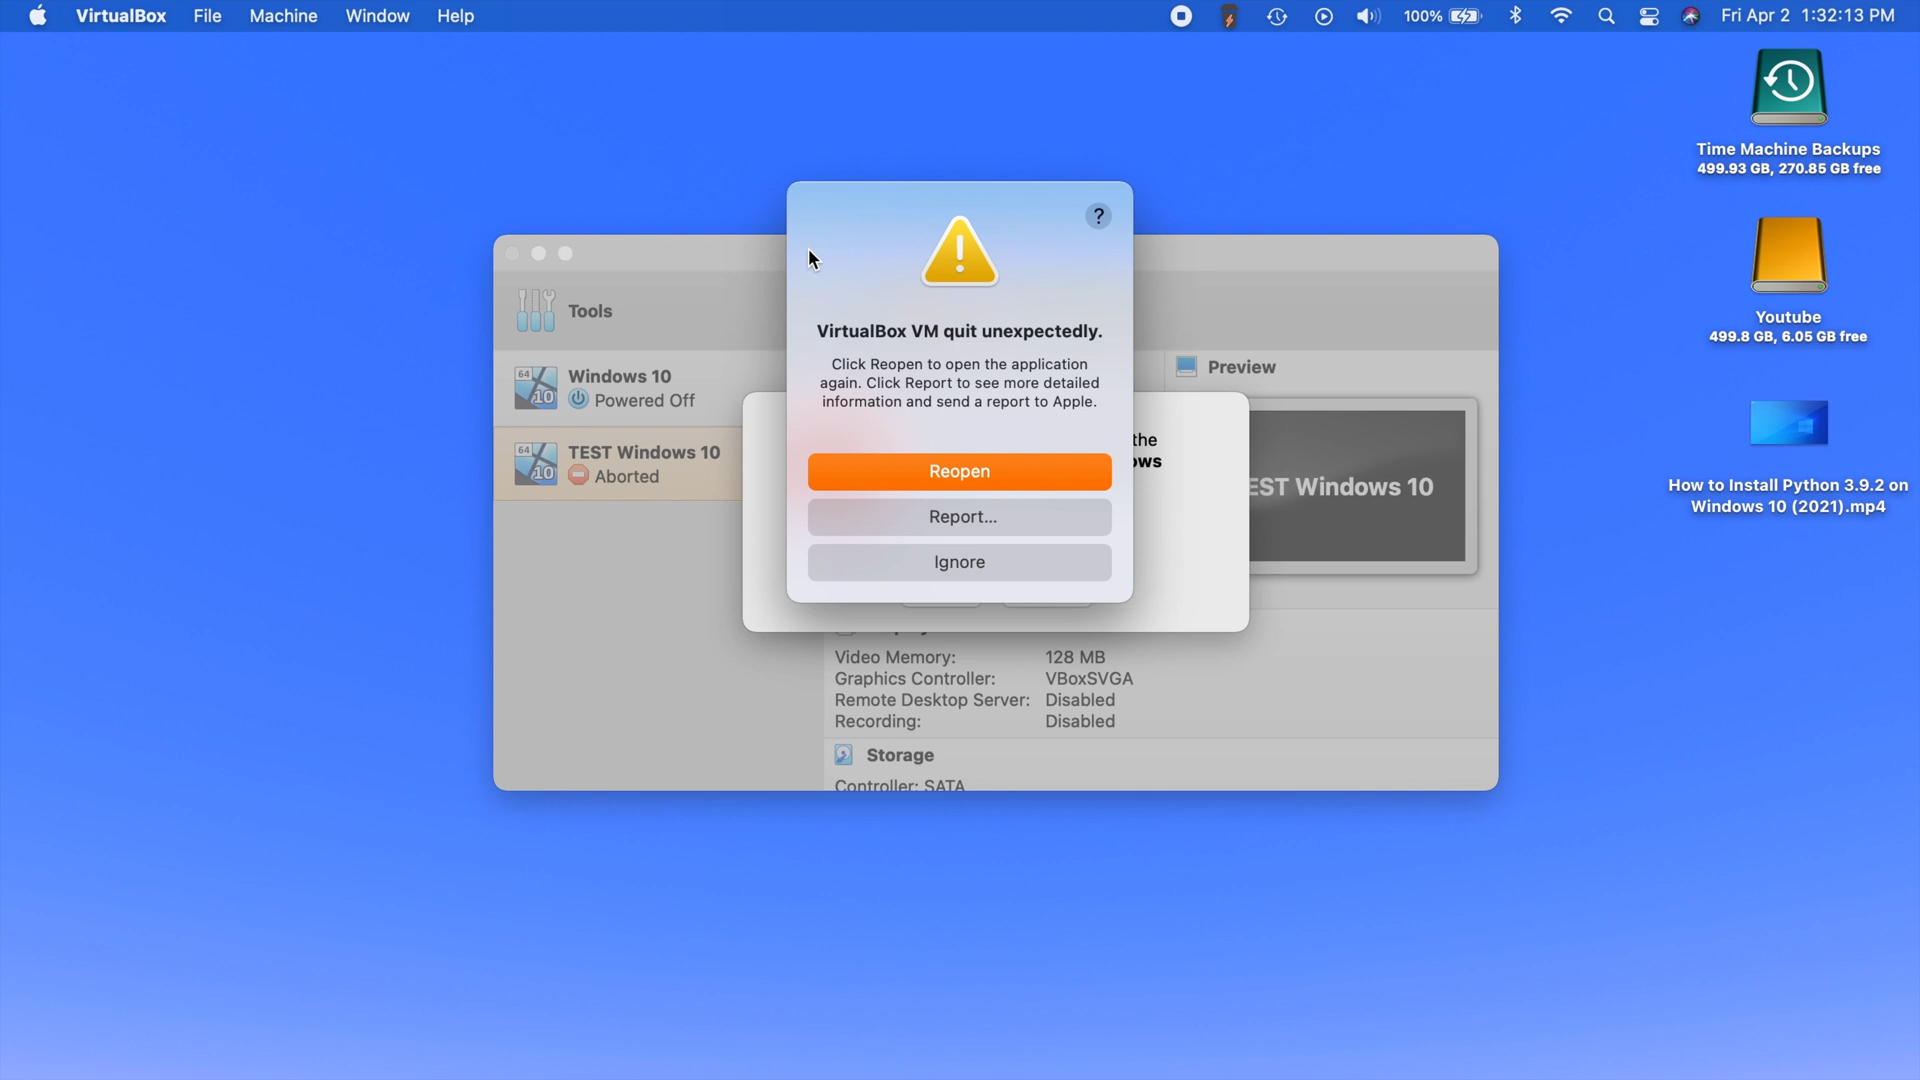 VirtualBox File Machine Window Help
100% Fri Apr 2 1:32:13 PM
Time Machine Backups
499.93 GB, 270.85 GB free
Youtube
499.8 GB, 6.05 GB free
How to Install Python 3.9.2 on
Windows 10 (2021).mp4
?
VirtualBox VM quit unexpectedly.
Click Reopen to open the application
again. Click Report to see more detailed
information and send a report to Apple.
Reopen
Report...
Ignore
Tools
64
10
Windows 10
Powered Off
64
10
TEST Windows 10
Aborted
Preview
the
EST Windows 10
Video Memory: 128 MB
Graphics Controller: VBoxSVGA
Remote Desktop Server: Disabled
Recording: Disabled
Storage
Controller: SATA